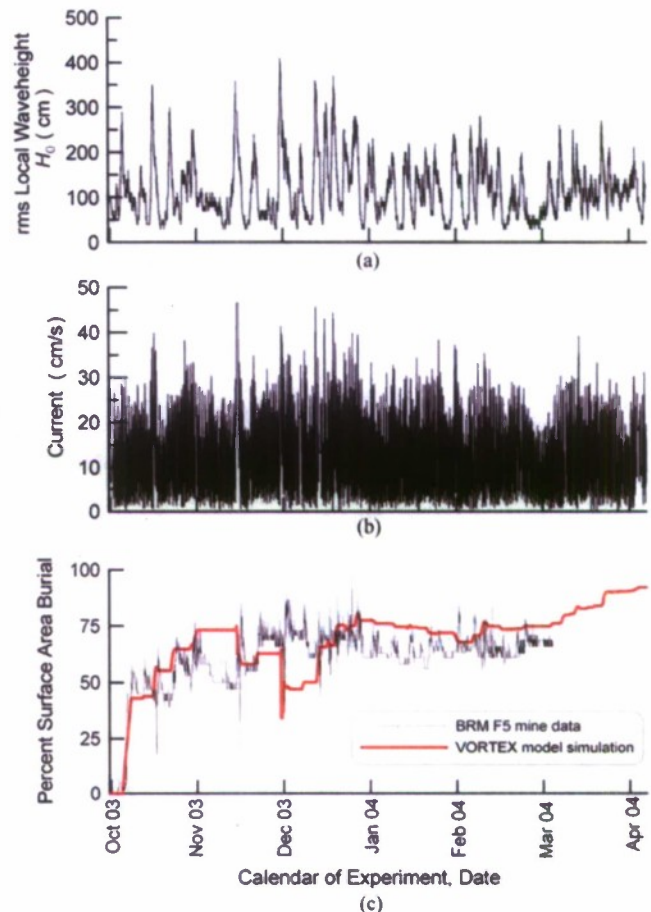 500
400
300
200
100
0
rms Local Waveheight
H₀ ( cm )
(a)
50
40
30
20
10
0
Current ( cm/s )
(b)
100
75
50
25
0
Percent Surface Area Burial
BRM F5 mine data
VORTEX model simulation
Oct 03
Nov 03
Dec 03
Jan 04
Feb 04
Mar 04
Apr 04
Calendar of Experiment, Date
(c)